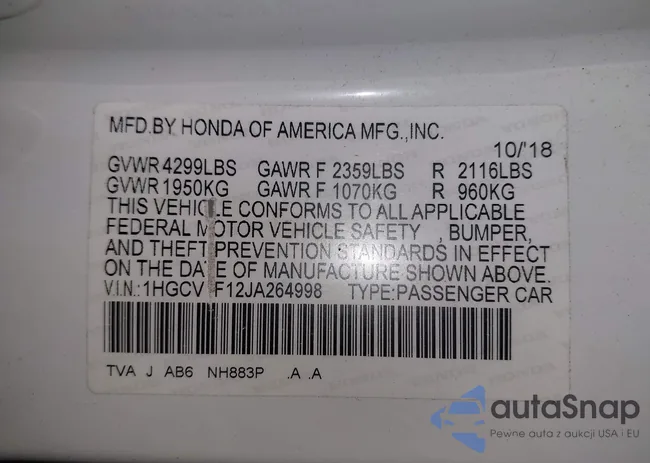 MFD.BY HONDA OF AMERICA MFG.,INC.
10/'18
GVWR 4299LBS GAWR F 2359LBS R 2116LBS
GVWR 1950KG GAWR F 1070KG R 960KG
THIS VEHICLE CONFORMS TO ALL APPLICABLE
FEDERAL MOTOR VEHICLE SAFETY , BUMPER,
AND THEFT PREVENTION STANDARDS IN EFFECT
ON THE DATE OF MANUFACTURE SHOWN ABOVE.
V.I.N.: 1HGCV F12JA264998 TYPE:PASSENGER CAR
TVA J AB6 NH883P .A .A
autaSnap
Pewne auta z aukcji USA i EU